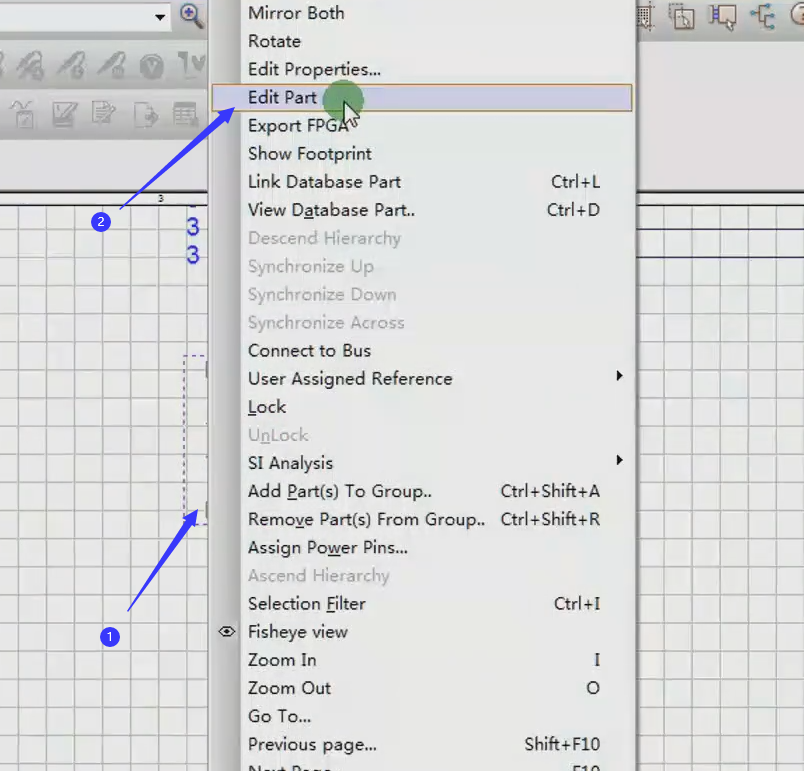 Mirror Both
Rotate
Edit Properties...
Edit Part
Export FPGA
Show Footprint
Link Database Part Ctrl+L
View Database Part.. Ctrl+D
Descend Hierarchy
Synchronize Up
Synchronize Down
Synchronize Across
Connect to Bus
User Assigned Reference
Lock
UnLock
SI Analysis
Add Part(s) To Group.. Ctrl+Shift+A
Remove Part(s) From Group.. Ctrl+Shift+R
Assign Power Pins...
Ascend Hierarchy
Selection Filter Ctrl+I
Fisheye view
Zoom In I
Zoom Out O
Go To...
Previous page... Shift+F10
Next Page F10
3
2
3
3
1